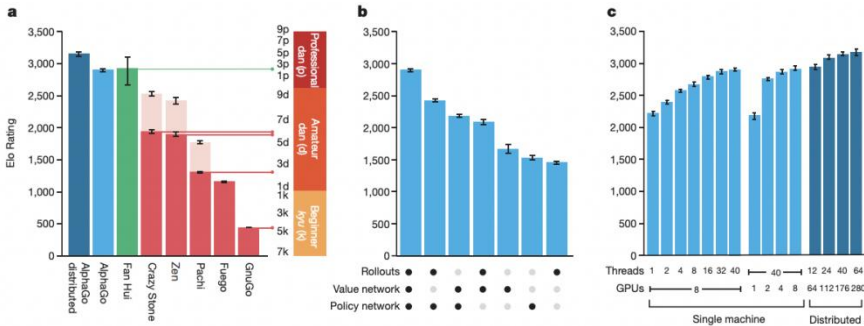 a
Elo Rating
3,500
3,000
2,500
2,000
1,500
1,000
500
0
AlphaGo distributed
AlphaGo
Fan Hui
Crazy Stone
Zen
Pachi
Fuego
GnuGo
9p
7p
5p
3p
1p
9d
7d
5d
3d
1d
1k
3k
5k
7k
Professional dan (p)
Amateur dan (d)
Beginner kyu (k)
b
3,500
3,000
2,500
2,000
1,500
1,000
500
0
Rollouts
Value network
Policy network
c
3,500
3,000
2,500
2,000
1,500
1,000
500
0
Threads 1 2 4 8 16 32 40 40 12 24 40 64
GPUs 8 1 2 4 8 64 112 176 280
Single machine Distributed